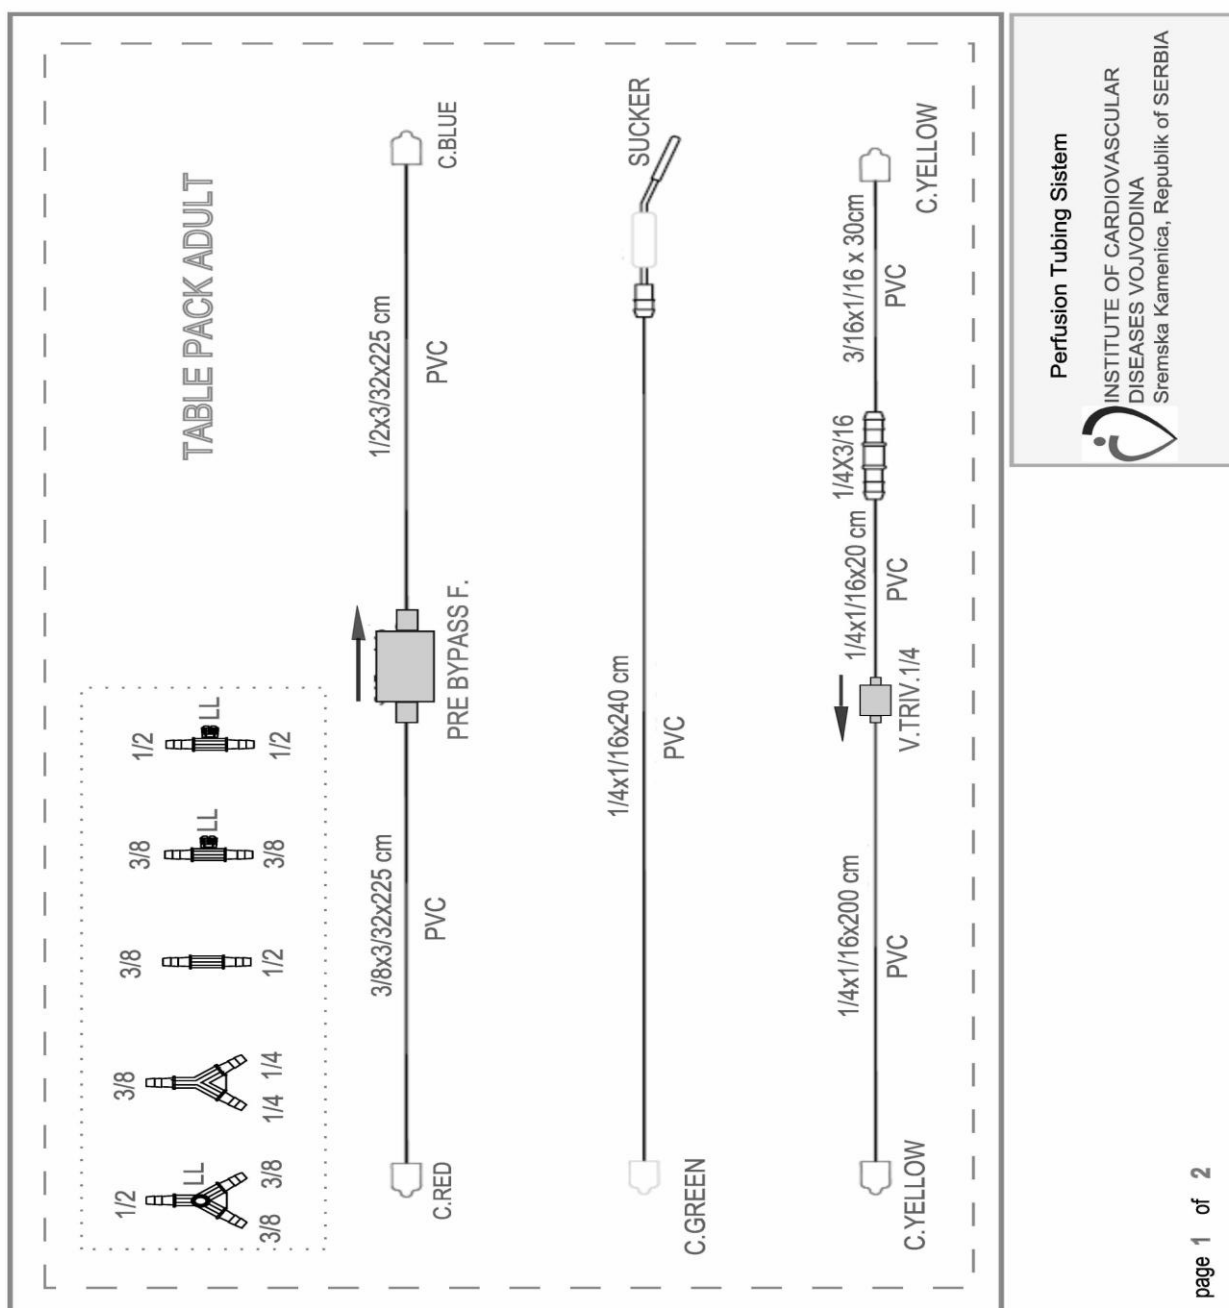 TABLE PACK ADULT
1/2
LL
3/8
3/8
3/8
1/4
1/4
3/8
1/2
3/8
LL
3/8
1/2
LL
1/2
C.RED
3/8x3/32x225 cm
PVC
PRE BYPASS F.
1/2x3/32x225 cm
PVC
C.BLUE
C.GREEN
1/4x1/16x240 cm
PVC
SUCKER
C.YELLOW
1/4x1/16x200 cm
PVC
V.TRIV.1/4
1/4x1/16x20 cm
PVC
1/4X3/16
3/16x1/16 x 30cm
PVC
C.YELLOW
Perfusion Tubing Sistem
INSTITUTE OF CARDIOVASCULAR
DISEASES VOJVODINA
Sremska Kamenica, Republik of SERBIA
page 1 of 2